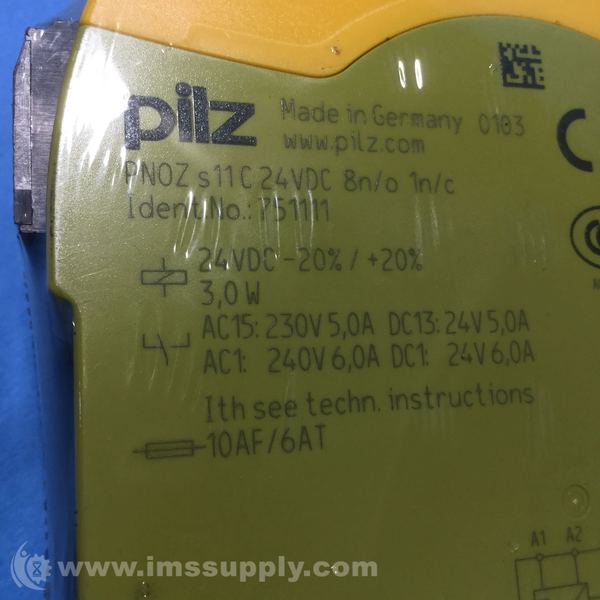 pilz
Made in Germany 0103
www.pilz.com
PNOZ s11 C 24VDC 8n/o 1n/c
Ident.No.: 751111
24VDC -20% / +20%
3,0 W
AC15: 230V 5,0A DC13: 24V 5,0A
AC1: 240V 6,0A DC1: 24V 6,0A
Ith see techn. instructions
10AF/6AT
A1 A2
www.imssupply.com